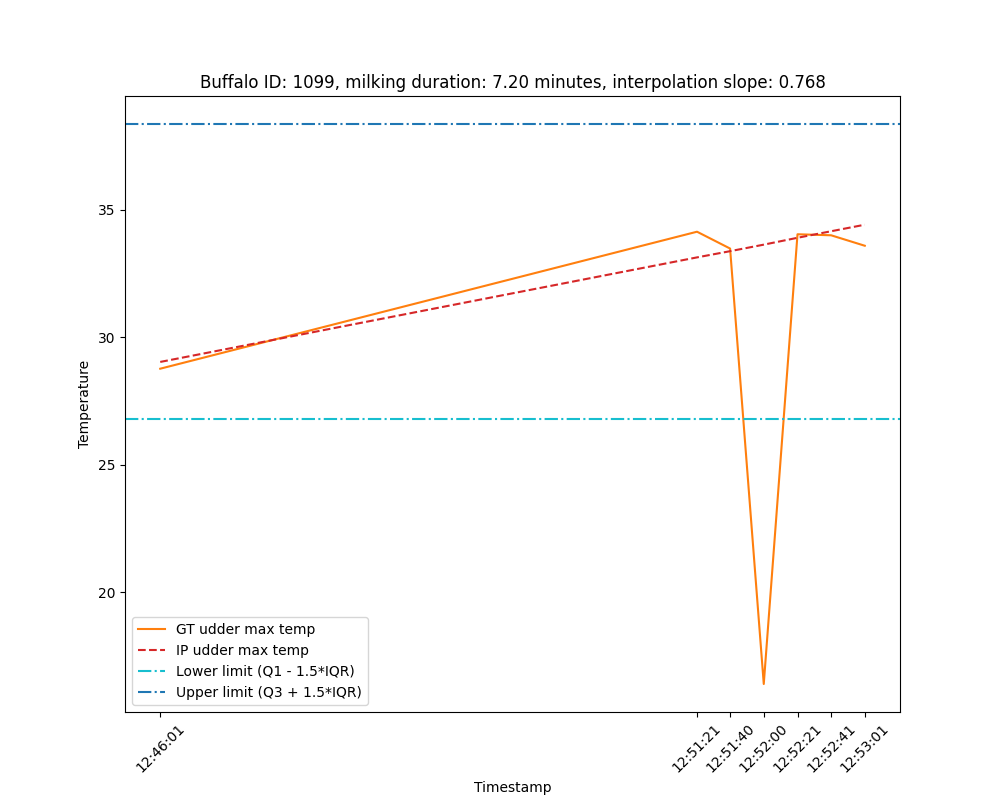 Buffalo ID: 1099, milking duration: 7.20 minutes, interpolation slope: 0.768
Temperature
35
30
25
20
GT udder max temp
IP udder max temp
Lower limit (Q1 - 1.5*IQR)
Upper limit (Q3 + 1.5*IQR)
12:46:01
12:51:21
12:51:40
12:52:00
12:52:21
12:52:41
12:53:01
Timestamp